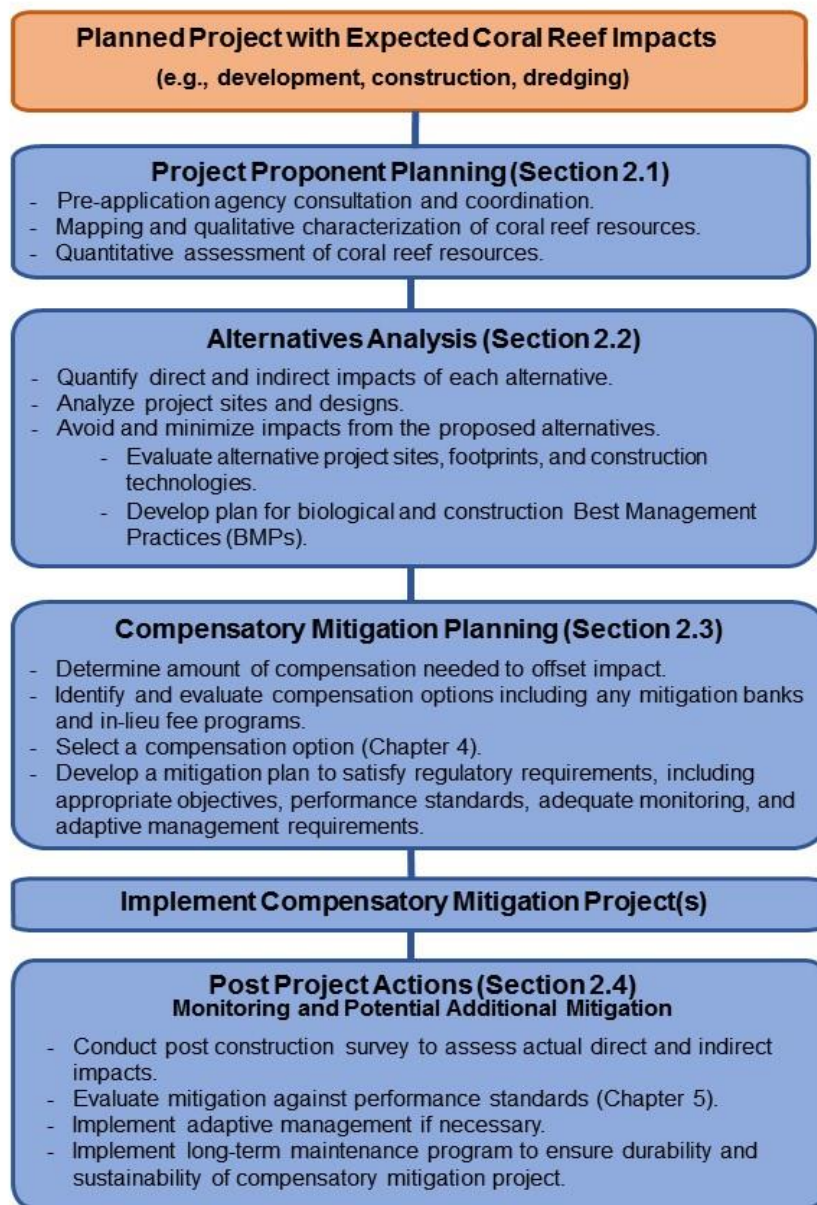 Planned Project with Expected Coral Reef Impacts
(e.g., development, construction, dredging)
Project Proponent Planning (Section 2.1)
- Pre-application agency consultation and coordination.
- Mapping and qualitative characterization of coral reef resources.
- Quantitative assessment of coral reef resources.
Alternatives Analysis (Section 2.2)
- Quantify direct and indirect impacts of each alternative.
- Analyze project sites and designs.
- Avoid and minimize impacts from the proposed alternatives.
- Evaluate alternative project sites, footprints, and construction
technologies.
- Develop plan for biological and construction Best Management
Practices (BMPs).
Compensatory Mitigation Planning (Section 2.3)
- Determine amount of compensation needed to offset impact.
- Identify and evaluate compensation options including any mitigation banks
and in-lieu fee programs.
- Select a compensation option (Chapter 4).
- Develop a mitigation plan to satisfy regulatory requirements, including
appropriate objectives, performance standards, adequate monitoring, and
adaptive management requirements.
Implement Compensatory Mitigation Project(s)
Post Project Actions (Section 2.4)
Monitoring and Potential Additional Mitigation
- Conduct post construction survey to assess actual direct and indirect
impacts.
- Evaluate mitigation against performance standards (Chapter 5).
- Implement adaptive management if necessary.
- Implement long-term maintenance program to ensure durability and
sustainability of compensatory mitigation project.